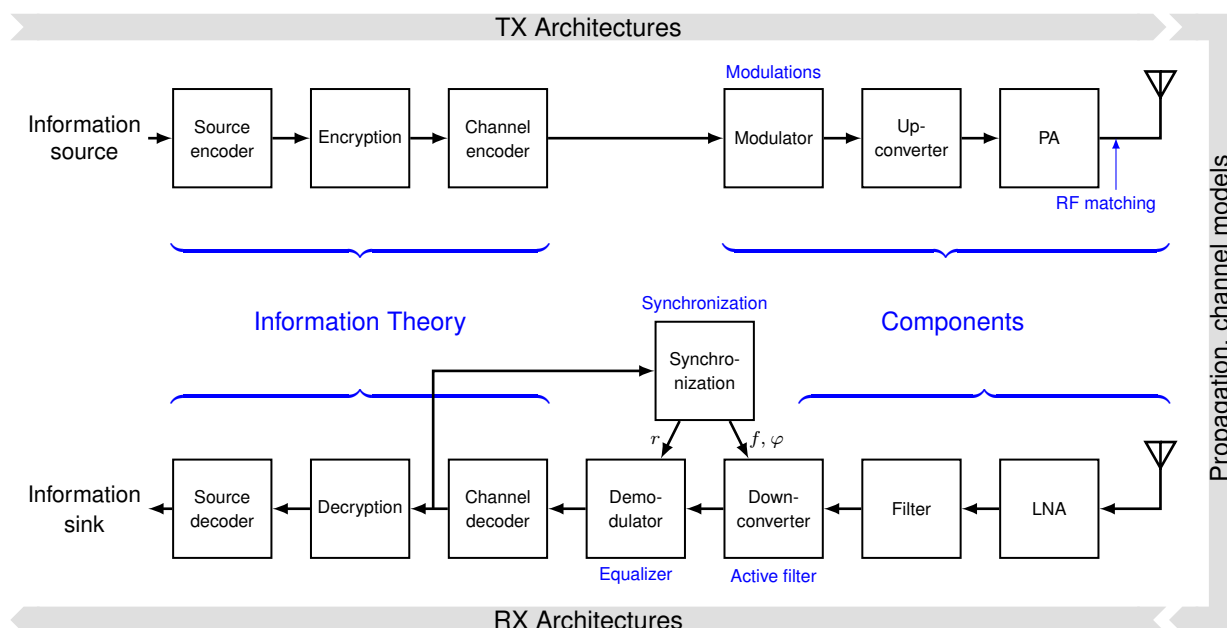 TX Architectures
Modulations
Information
source
Source
encoder
Encryption
Channel
encoder
Modulator
Up-
converter
PA
RF matching
Propagation, channel models
Information Theory
Synchronization
Components
Synchro-
nization
r
f, φ
Information
sink
Source
decoder
Decryption
Channel
decoder
Demo-
dulator
Down-
converter
Filter
LNA
Equalizer
Active filter
RX Architectures